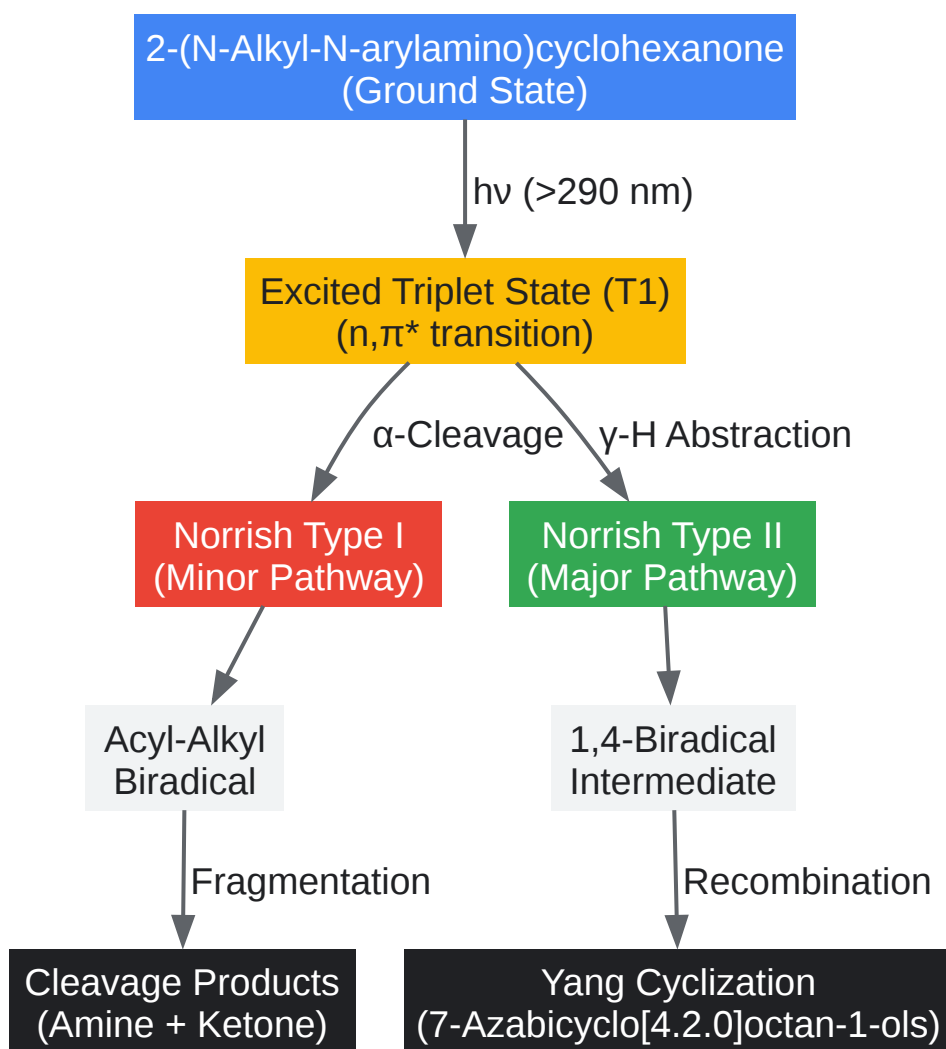 2-(N-Alkyl-N-arylamino)cyclohexanone
(Ground State)
hν (>290 nm)
Excited Triplet State (T1)
(n,π* transition)
α-Cleavage
γ-H Abstraction
Norrish Type I
(Minor Pathway)
Norrish Type II
(Major Pathway)
Acyl-Alkyl
Biradical
1,4-Biradical
Intermediate
Fragmentation
Recombination
Cleavage Products
(Amine + Ketone)
Yang Cyclization
(7-Azabicyclo[4.2.0]octan-1-ols)